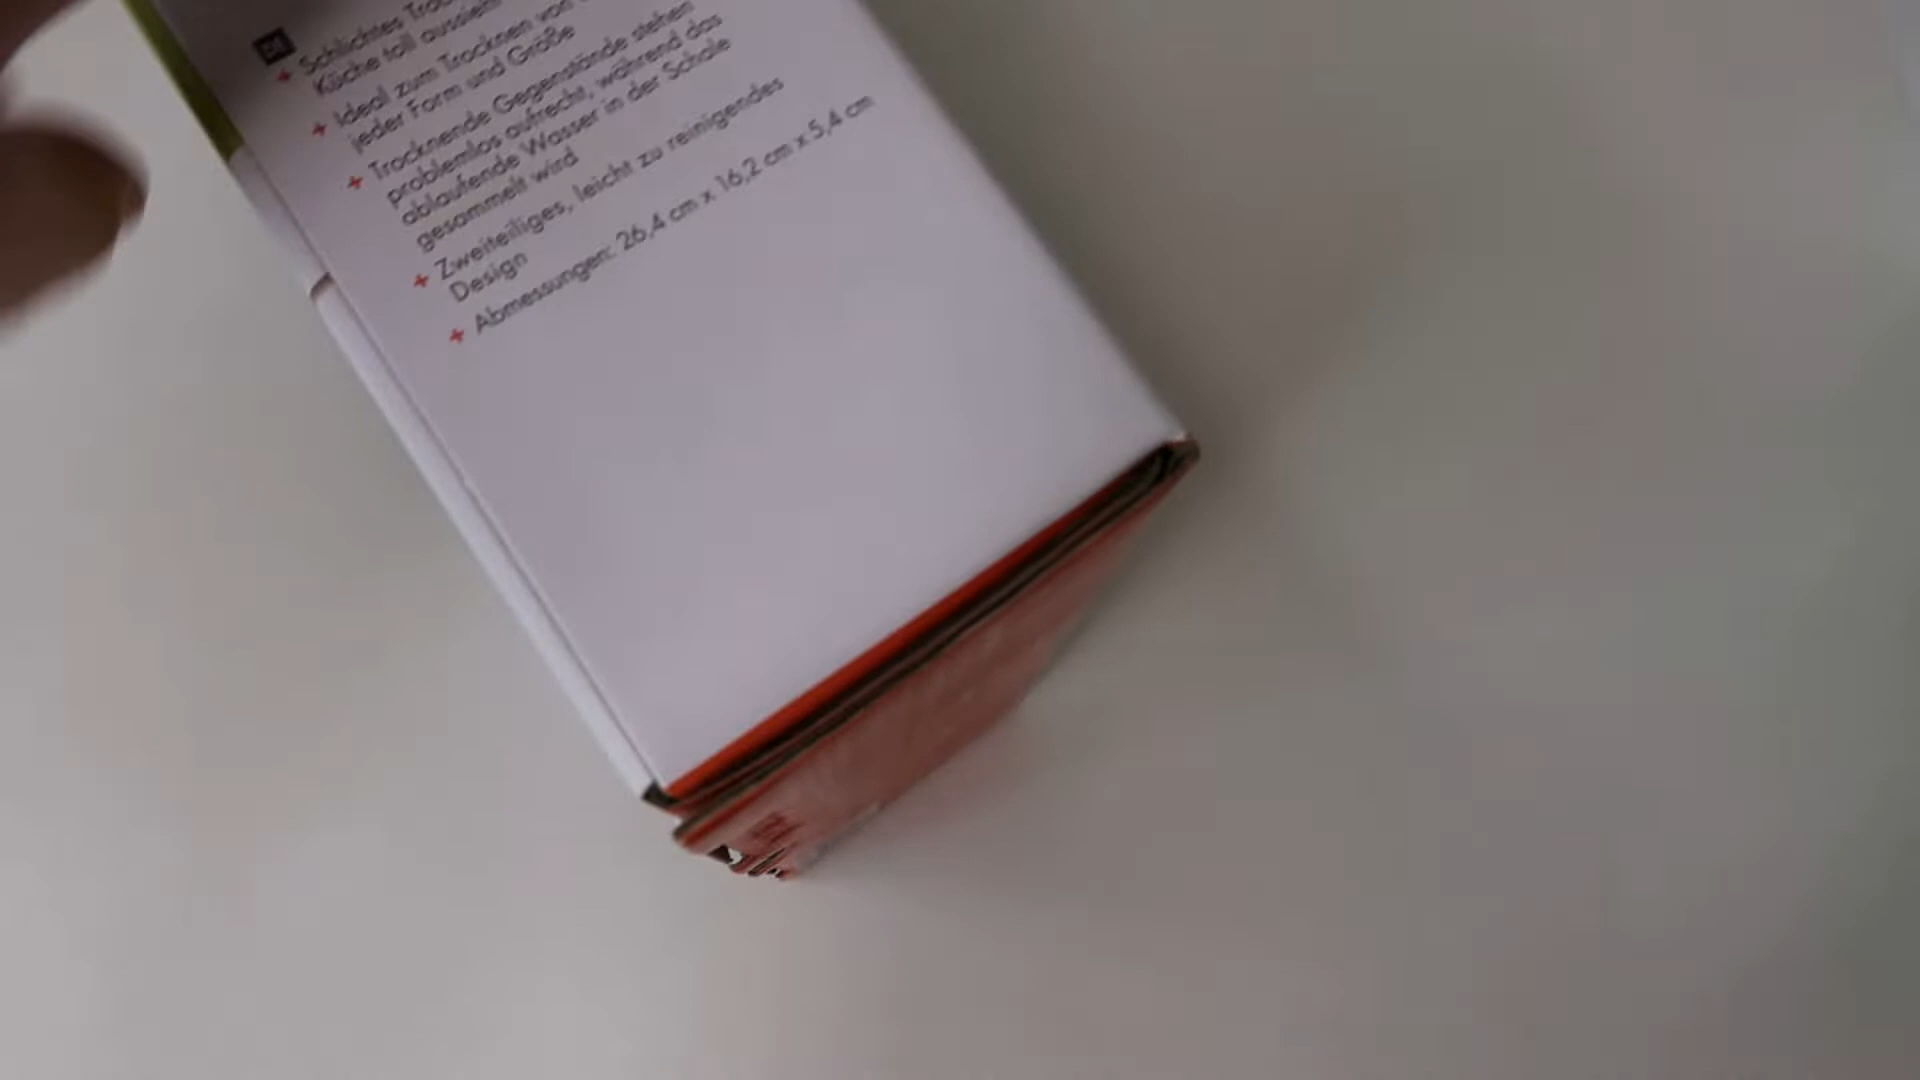 + Schlichtes
Küche toll aussieht
+ Ideal zum Trocknen von
jeder Form und Größe
+ Trocknende Gegenstände stehen
problemlos aufrecht, während das
ablaufende Wasser in der Schale
gesammelt wird
+ Zweiteiliges, leicht zu reinigendes
Design
+ Abmessungen: 26,4 cm x 16,2 cm x 5,4 cm